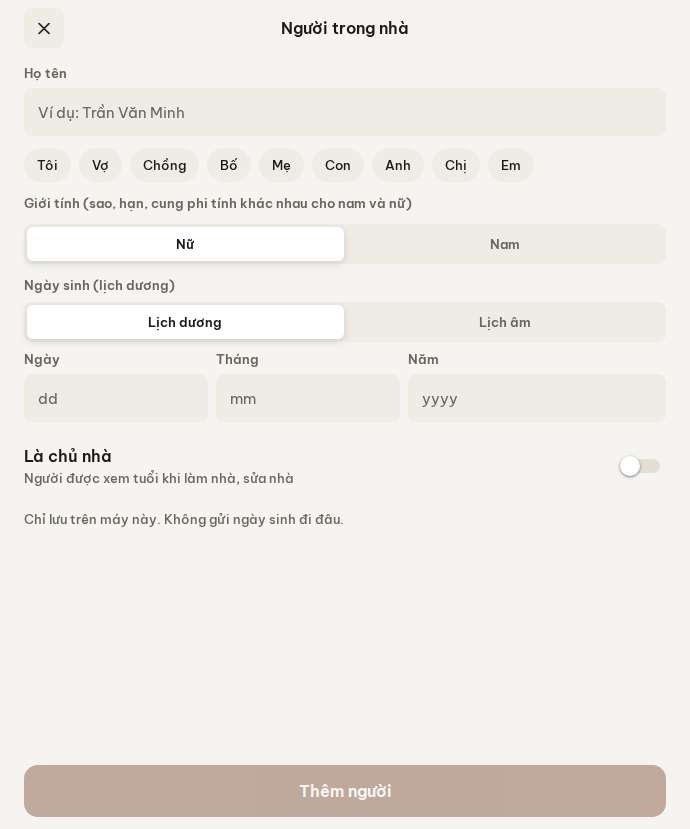 Người trong nhà
Họ tên
Ví dụ: Trần Văn Minh
Tôi Vợ Chồng Bố Mẹ Con Anh Chị Em
Giới tính (sao, hạn, cung phi tính khác nhau cho nam và nữ)
Nữ Nam
Ngày sinh (lịch dương)
Lịch dương Lịch âm
Ngày Tháng Năm
dd mm yyyy
Là chủ nhà
Người được xem tuổi khi làm nhà, sửa nhà
Chỉ lưu trên máy này. Không gửi ngày sinh đi đâu.
Thêm người